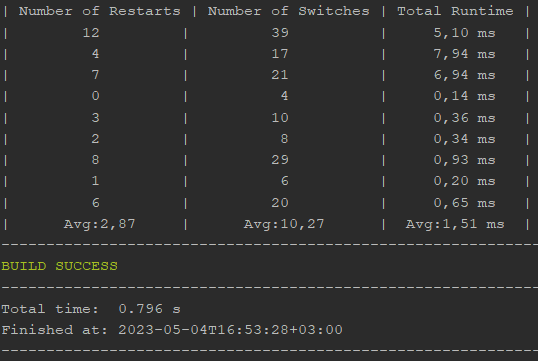 | Number of Restarts | Number of Switches | Total Runtime |
| 12 | 39 | 5,10 ms |
| 4 | 17 | 7,94 ms |
| 7 | 21 | 6,94 ms |
| 0 | 4 | 0,14 ms |
| 3 | 10 | 0,36 ms |
| 2 | 8 | 0,34 ms |
| 8 | 29 | 0,93 ms |
| 1 | 6 | 0,20 ms |
| 6 | 20 | 0,65 ms |
| Avg:2,87 | Avg:10,27 | Avg:1,51 ms |
------------------------------------------------------------
BUILD SUCCESS
------------------------------------------------------------
Total time:  0.796 s
Finished at: 2023-05-04T16:53:28+03:00
------------------------------------------------------------